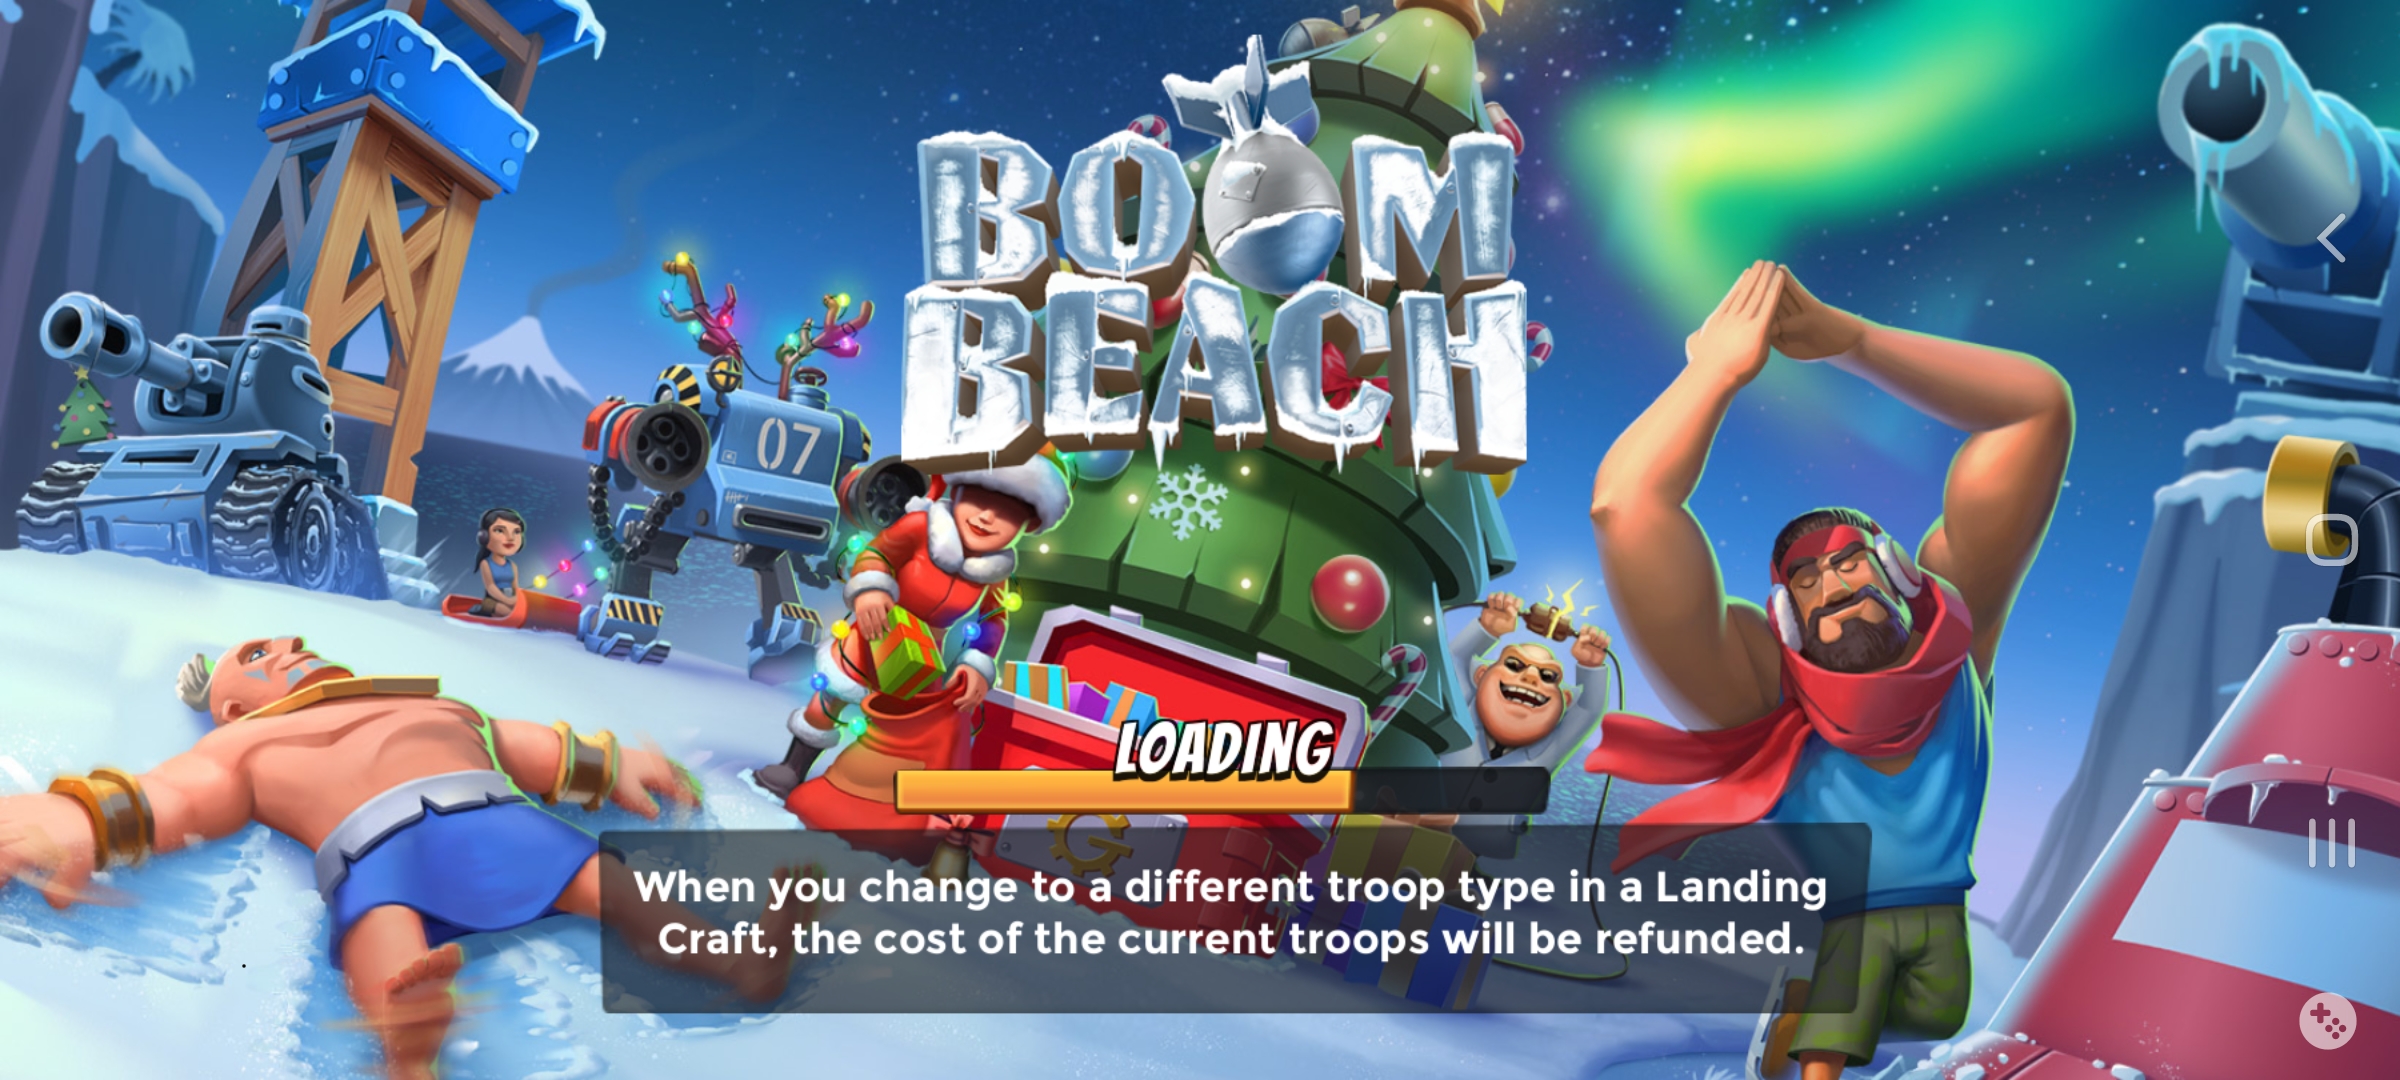 BOOM
BEACH
07
LOADING
When you change to a different troop type in a Landing
Craft, the cost of the current troops will be refunded.